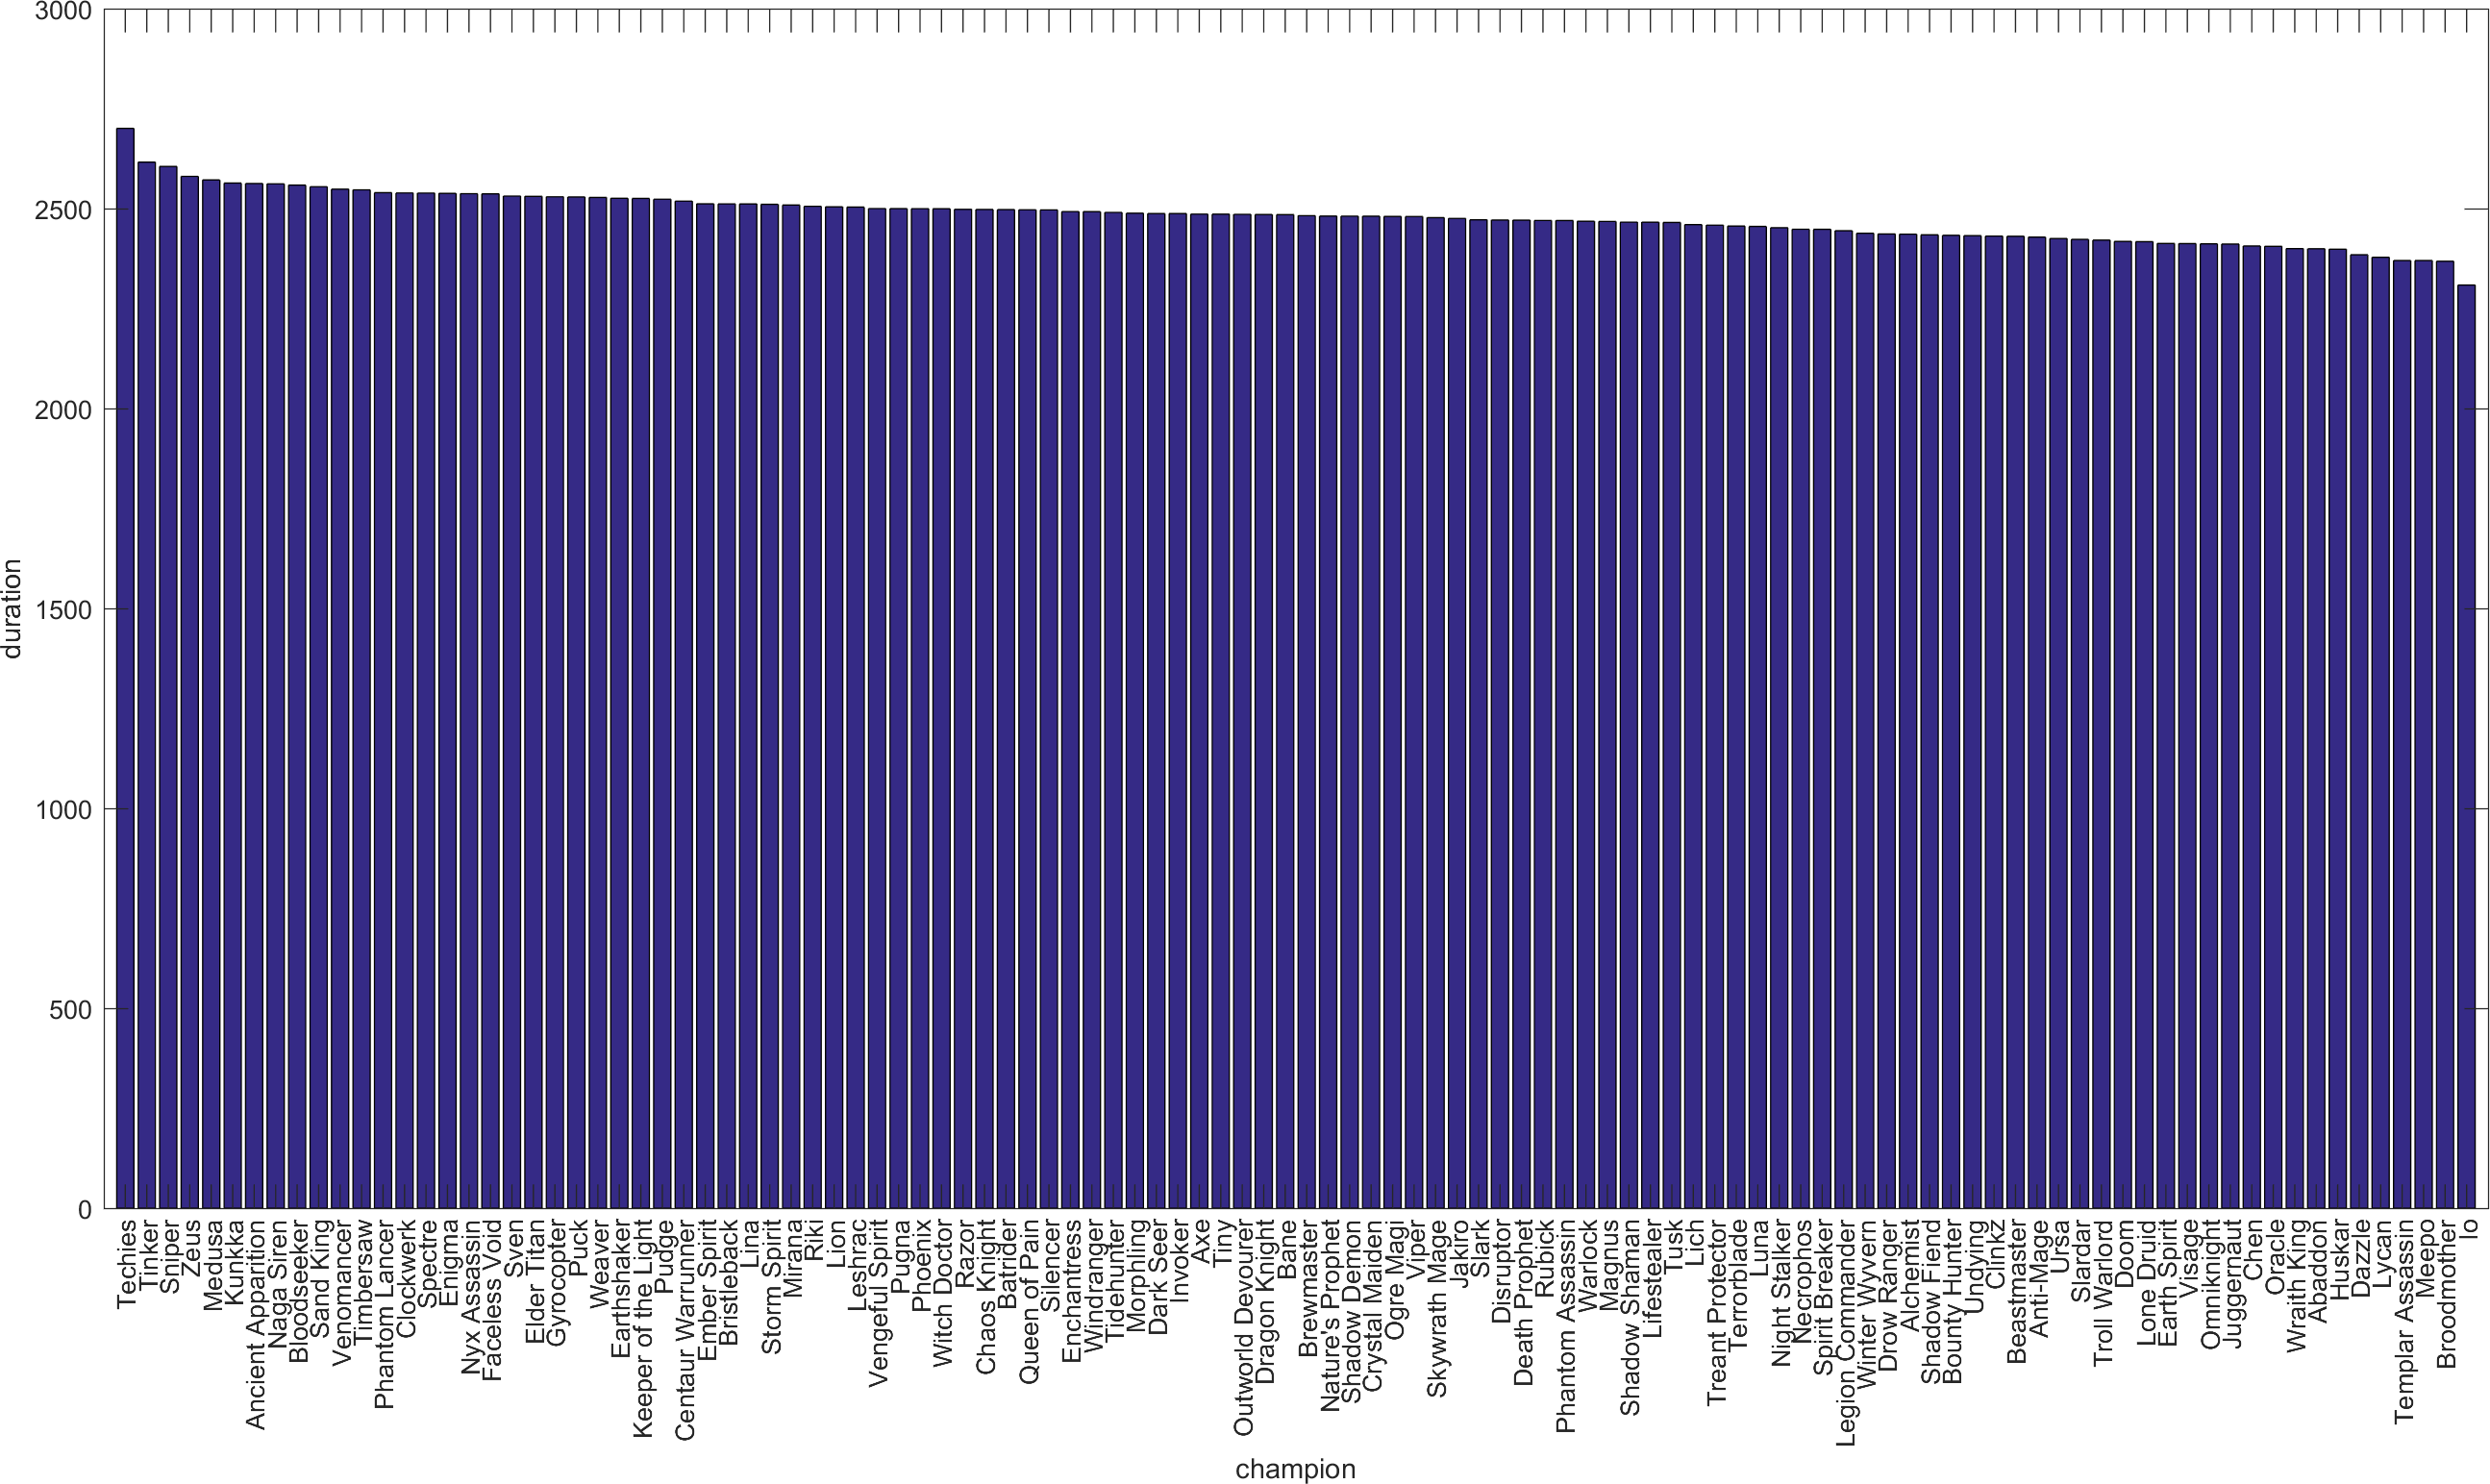 3000
2500
2000
1500
1000
500
0
duration
Techies
Tinker
Sniper
Zeus
Medusa
Kunkka
Ancient Apparition
Naga Siren
Bloodseeker
Sand King
Venomancer
Timbersaw
Phantom Lancer
Clockwerk
Spectre
Enigma
Nyx Assassin
Faceless Void
Sven
Elder Titan
Gyrocopter
Puck
Weaver
Earthshaker
Keeper of the Light
Pudge
Centaur Warrunner
Ember Spirit
Bristleback
Lina
Storm Spirit
Mirana
Riki
Lion
Leshrac
Vengeful Spirit
Pugna
Phoenix
Witch Doctor
Razor
Chaos Knight
Batrider
Queen of Pain
Silencer
Enchantress
Windranger
Tidehunter
Morphling
Dark Seer
Invoker
Axe
Tiny
Outworld Devourer
Dragon Knight
Bane
Brewmaster
Nature's Prophet
Shadow Demon
Crystal Maiden
Ogre Magi
Viper
Skywrath Mage
Jakiro
Slark
Disruptor
Death Prophet
Rubick
Phantom Assassin
Warlock
Magnus
Shadow Shaman
Lifestealer
Tusk
Lich
Treant Protector
Terrorblade
Luna
Night Stalker
Necrophos
Spirit Breaker
Legion Commander
Winter Wyvern
Drow Ranger
Alchemist
Shadow Fiend
Bounty Hunter
Undying
Clinkz
Beastmaster
Anti-Mage
Ursa
Slardar
Troll Warlord
Doom
Lone Druid
Earth Spirit
Visage
Omniknight
Juggernaut
Chen
Oracle
Wraith King
Abaddon
Huskar
Dazzle
Lycan
Templar Assassin
Meepo
Broodmother
Io
champion